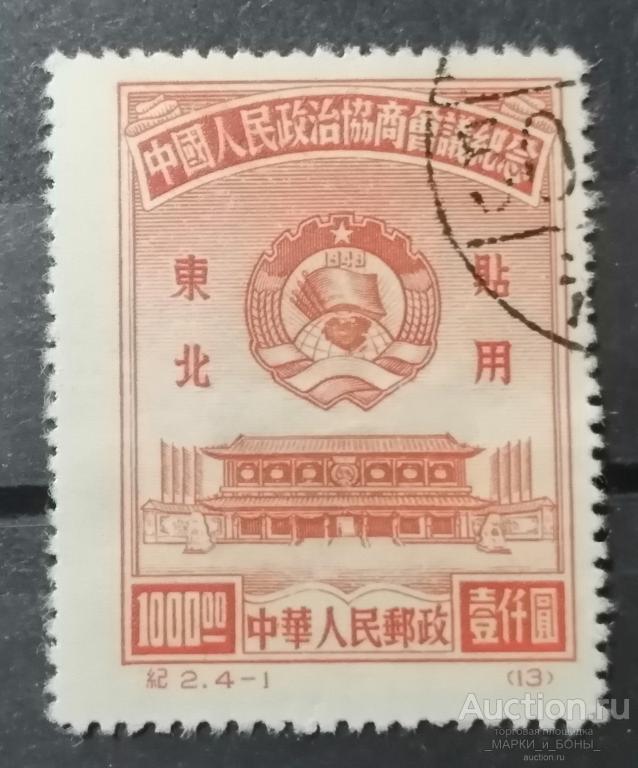 中國人民政治協商會議紀念
1949
東北 貼用
1000.00 中華人民郵政 壹仟圓
紀 2.4-1 (13)
Auction.ru
торговая площадка
_МАРКИ_и_БОНЫ_
auction.ru